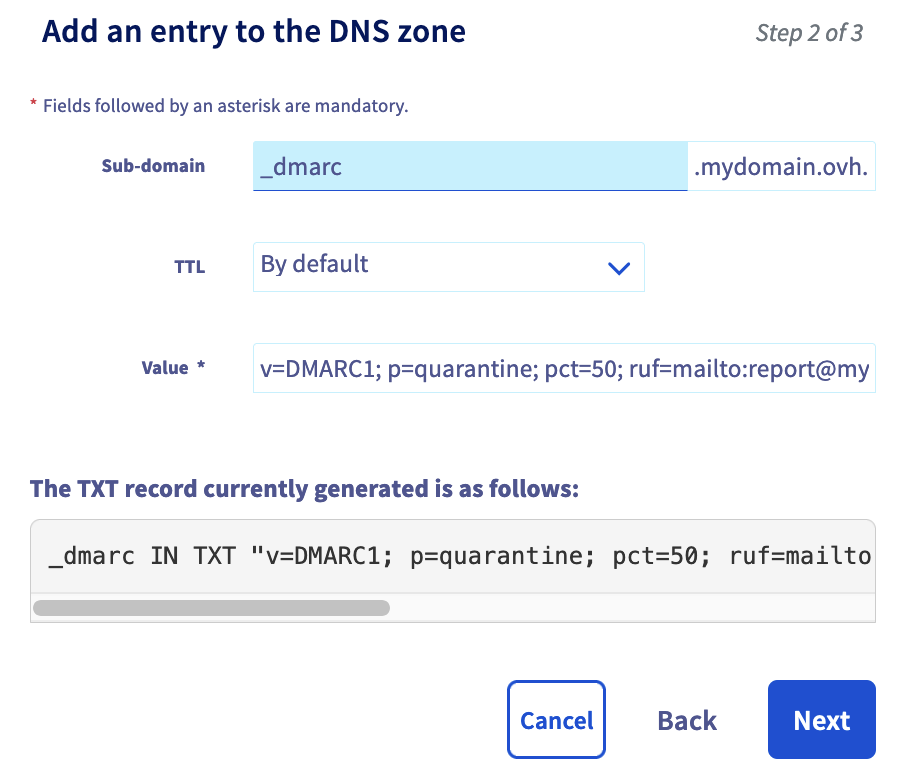 Add an entry to the DNS zone
Step 2 of 3
* Fields followed by an asterisk are mandatory.
Sub-domain
_dmarc
.mydomain.ovh.
TTL
By default
Value *
v=DMARC1; p=quarantine; pct=50; ruf=mailto:report@my
The TXT record currently generated is as follows:
_dmarc IN TXT "v=DMARC1; p=quarantine; pct=50; ruf=mailto
Cancel
Back
Next